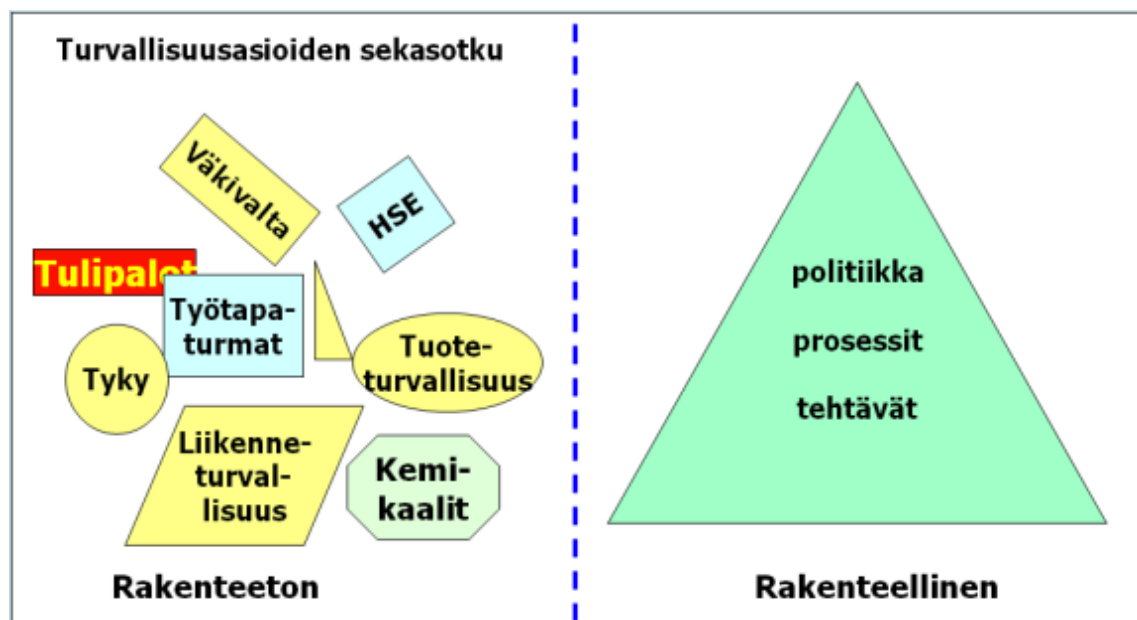 Turvallisuusasioiden sekasotku
Väkivalta
HSE
Tulipalot
Työtapa-
turmat
Tyky
Tuote-
turvallisuus
Liikenne-
turval-
lisuus
Kemi-
kaalit
Rakenteeton
politiikka
prosessit
tehtävät
Rakenteellinen